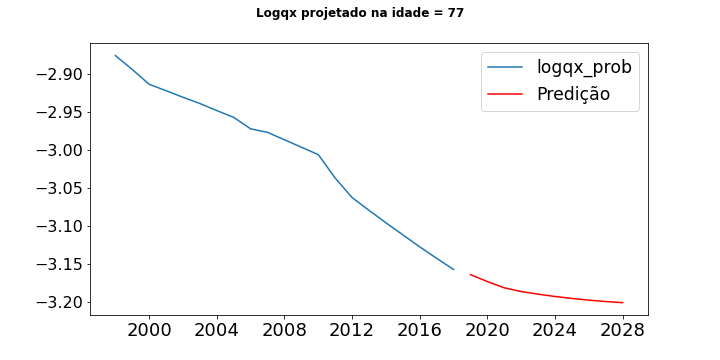 Logqx projetado na idade = 77
logqx_prob
Predição
−2.90
−2.95
−3.00
−3.05
−3.10
−3.15
−3.20
2000 2004 2008 2012 2016 2020 2024 2028